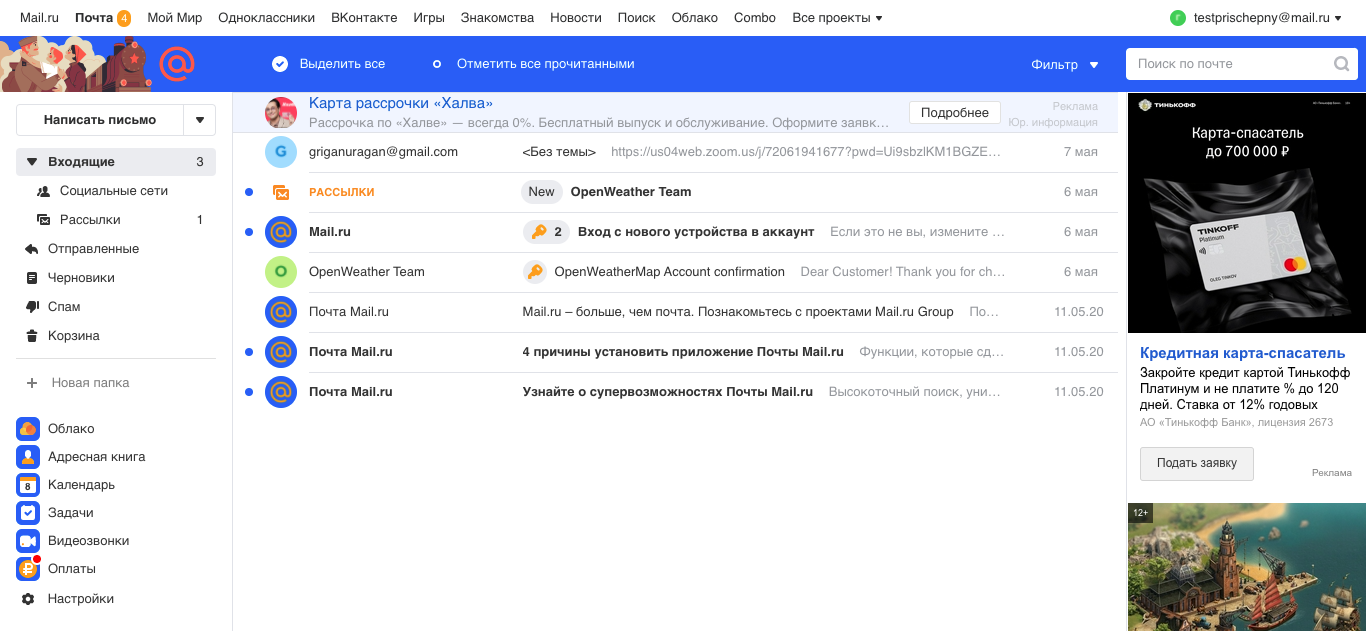 Mail.ru Почта 4 Мой Мир Одноклассники ВКонтакте Игры Знакомства Новости Поиск Облако Combo Все проекты
testprischepny@mail.ru
Выделить все Отметить все прочитанными Фильтр Поиск по почте
Написать письмо
Входящие 3
Социальные сети
Рассылки 1
Отправленные
Черновики
Спам
Корзина
Новая папка
Облако
Адресная книга
8 Календарь
Задачи
Видеозвонки
Оплаты
Настройки
Карта рассрочки «Халва»
Рассрочка по «Халве» — всегда 0%. Бесплатный выпуск и обслуживание. Оформите заявк…
Подробнее
Реклама
Юр. информация
G griganuragan@gmail.com <Без темы> https://us04web.zoom.us/j/72061941677?pwd=Ui9sbzlKM1BGZE… 7 мая
РАССЫЛКИ New OpenWeather Team 6 мая
Mail.ru 2 Вход с нового устройства в аккаунт Если это не вы, измените … 6 мая
O OpenWeather Team OpenWeatherMap Account confirmation Dear Customer! Thank you for ch… 6 мая
Почта Mail.ru Mail.ru – больше, чем почта. Познакомьтесь с проектами Mail.ru Group По… 11.05.20
Почта Mail.ru 4 причины установить приложение Почты Mail.ru Функции, которые сд… 11.05.20
Почта Mail.ru Узнайте о супервозможностях Почты Mail.ru Высокоточный поиск, уни… 11.05.20
ТИНЬКОФФ
Карта-спасатель
до 700 000 ₽
TINKOFF
Platinum
OLEG TINKOV
Кредитная карта-спасатель
Закройте кредит картой Тинькофф
Платинум и не платите % до 120
дней. Ставка от 12% годовых
АО «Тинькофф Банк», лицензия 2673
Подать заявку
Реклама
12+